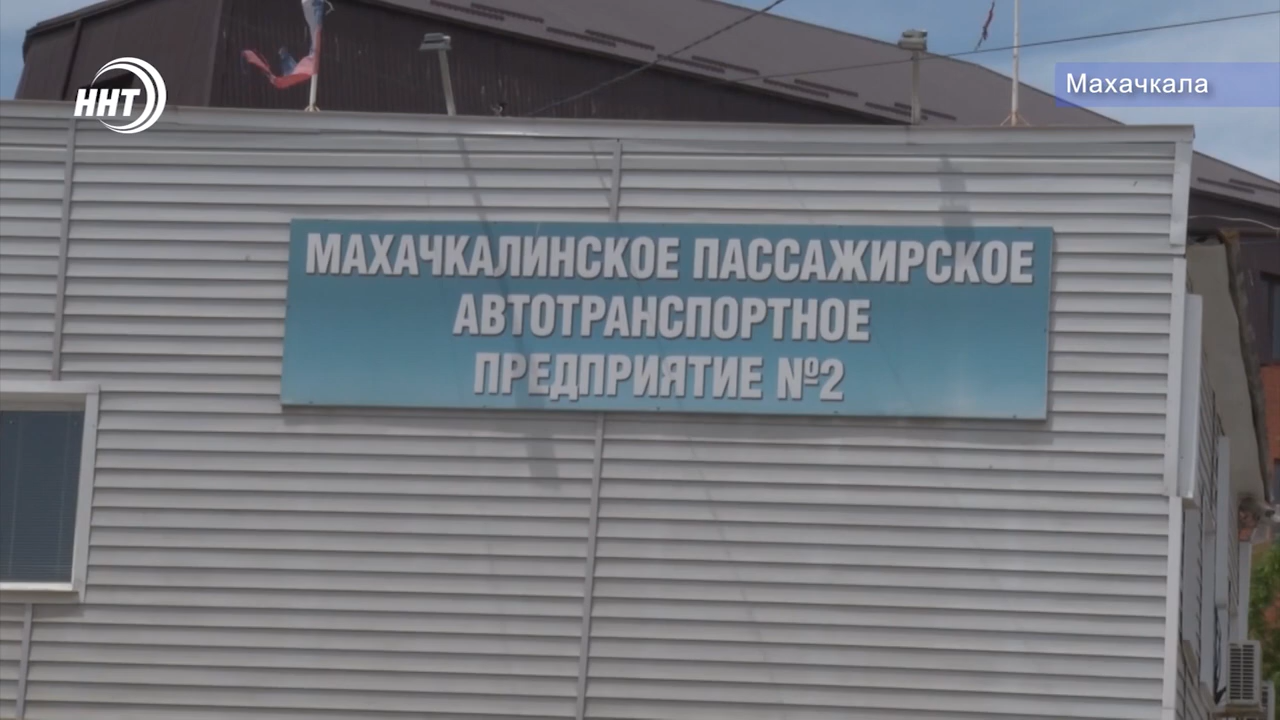 ННТ
Махачкала
МАХАЧКАЛИНСКОЕ ПАССАЖИРСКОЕ
АВТОТРАНСПОРТНОЕ
ПРЕДПРИЯТИЕ №2